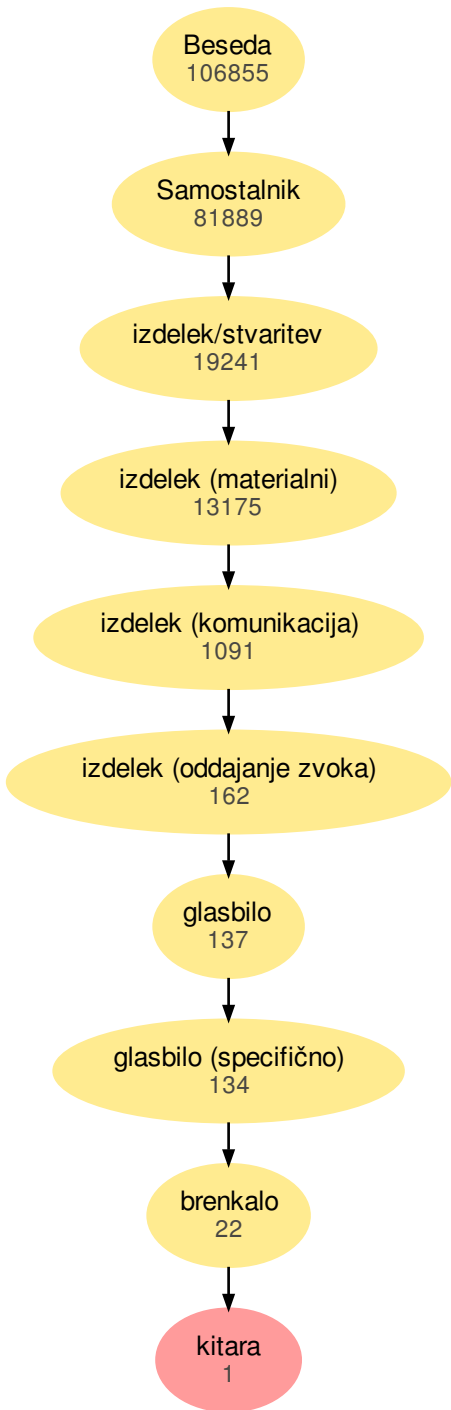 Beseda
106855
Samostalnik
81889
izdelek/stvaritev
19241
izdelek (materialni)
13175
izdelek (komunikacija)
1091
izdelek (oddajanje zvoka)
162
glasbilo
137
glasbilo (specifično)
134
brenkalo
22
kitara
1